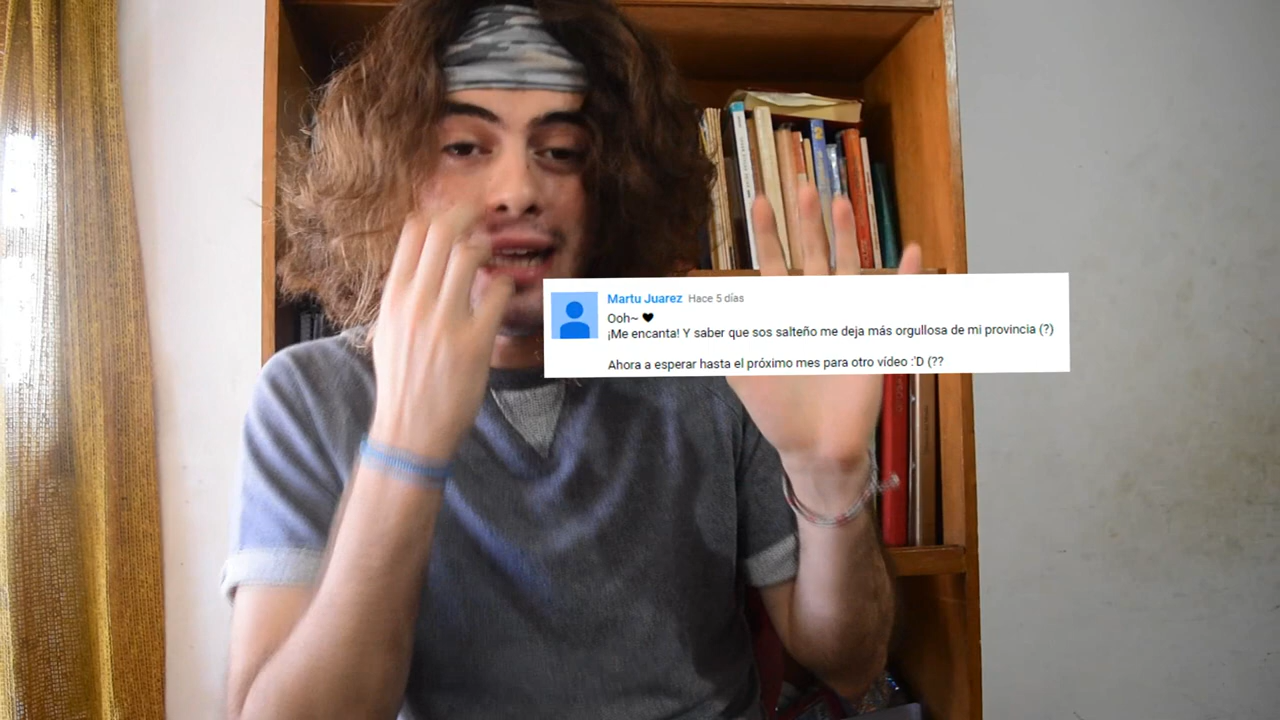 Martu Juarez Hace 5 días
Ooh~ ♥
¡Me encanta! Y saber que sos salteño me deja más orgullosa de mi provincia (?)
Ahora a esperar hasta el próximo mes para otro vídeo :'D (??